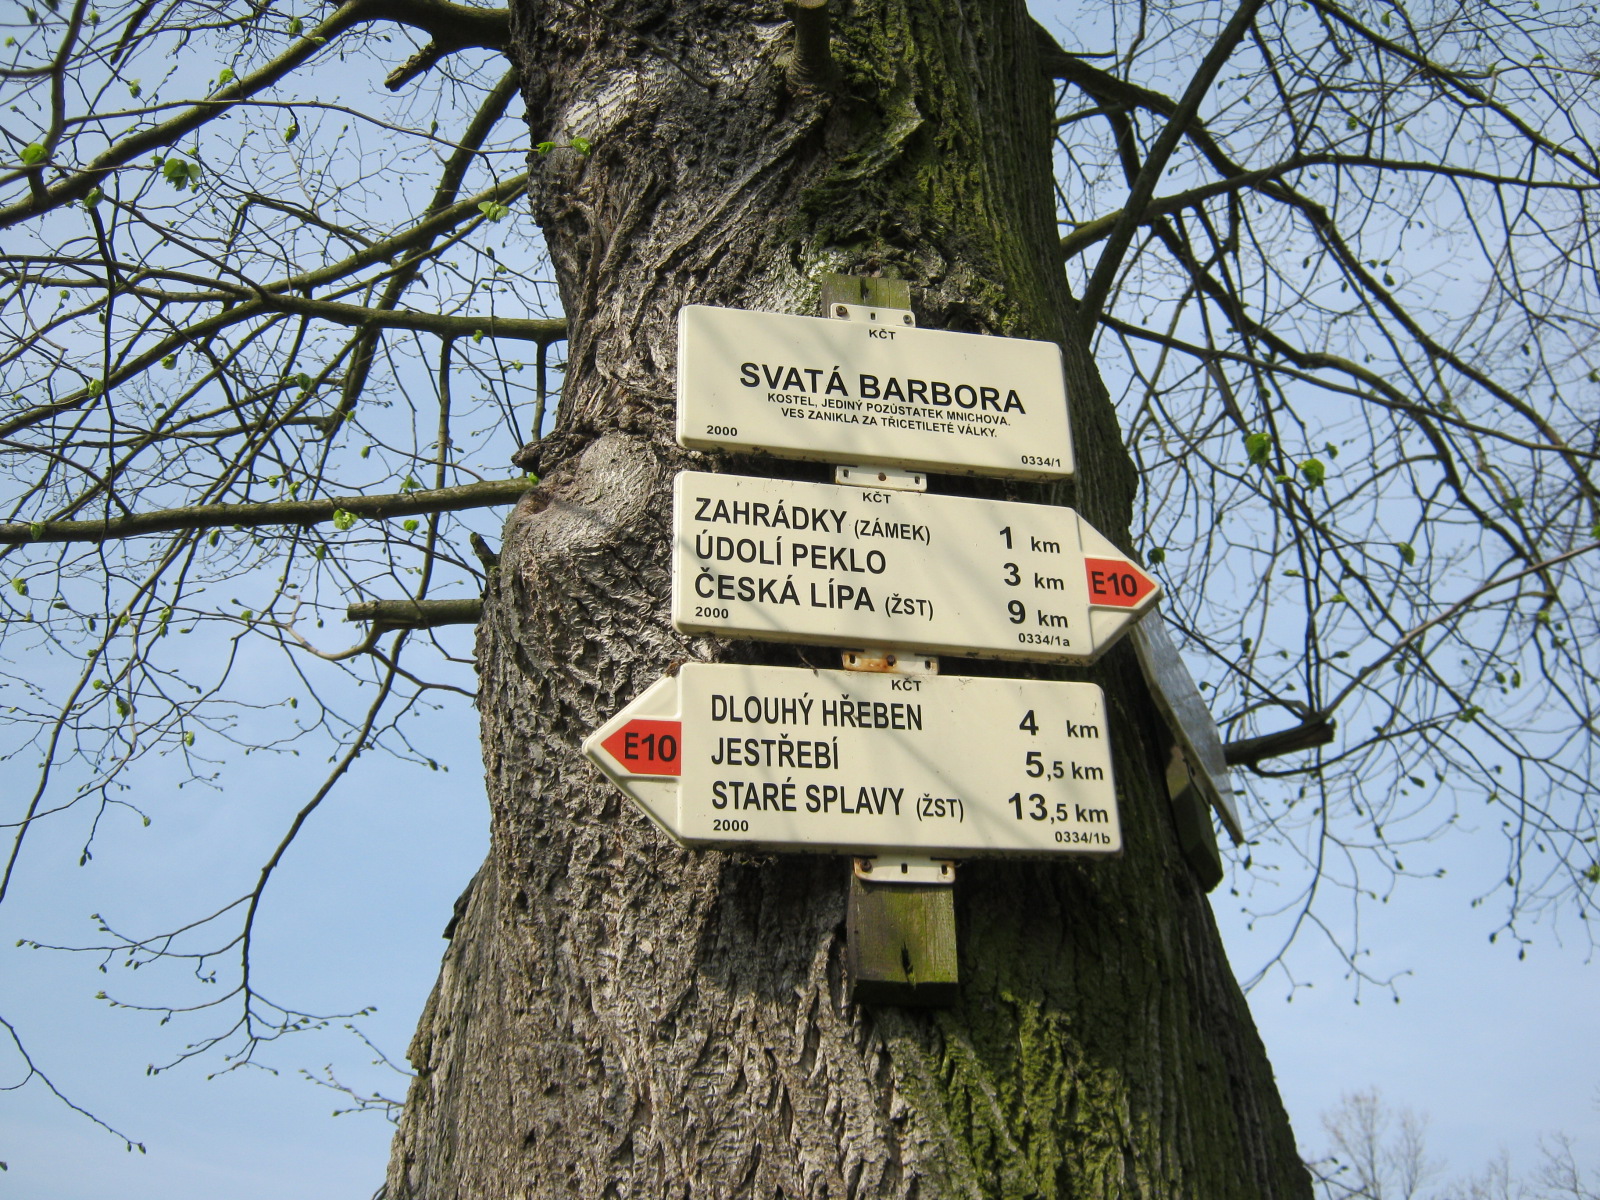 KČT
SVATÁ BARBORA
KOSTEL, JEDINÝ POZŮSTATEK MNICHOVA.
VES ZANIKLA ZA TŘICETILETÉ VÁLKY.
2000
0334/1
KČT
ZAHRÁDKY (ZÁMEK) 1 km
ÚDOLÍ PEKLO 3 km
ČESKÁ LÍPA (ŽST) 9 km
E10
2000
0334/1a
KČT
DLOUHÝ HŘEBEN 4 km
E10
JESTŘEBÍ 5,5 km
STARÉ SPLAVY (ŽST) 13,5 km
2000
0334/1b